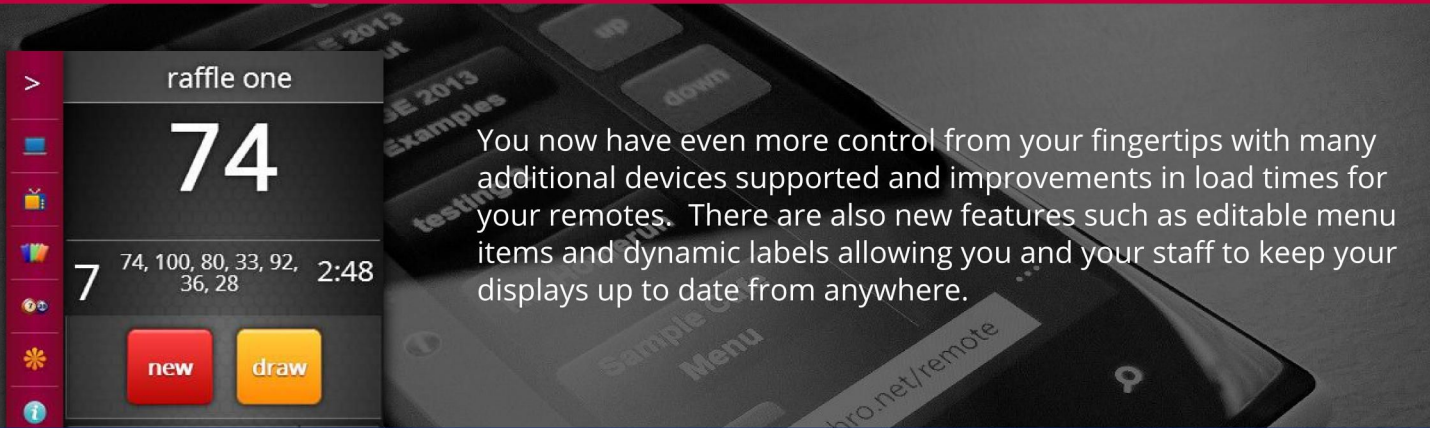 >
raffle one
74
7
74, 100, 80, 33, 92,
36, 28
2:48
new
draw
You now have even more control from your fingertips with many
additional devices supported and improvements in load times for
your remotes.  There are also new features such as editable menu
items and dynamic labels allowing you and your staff to keep your
displays up to date from anywhere.
2013
up
down
2013
Examples
Sample
Menu
hro.net/remote